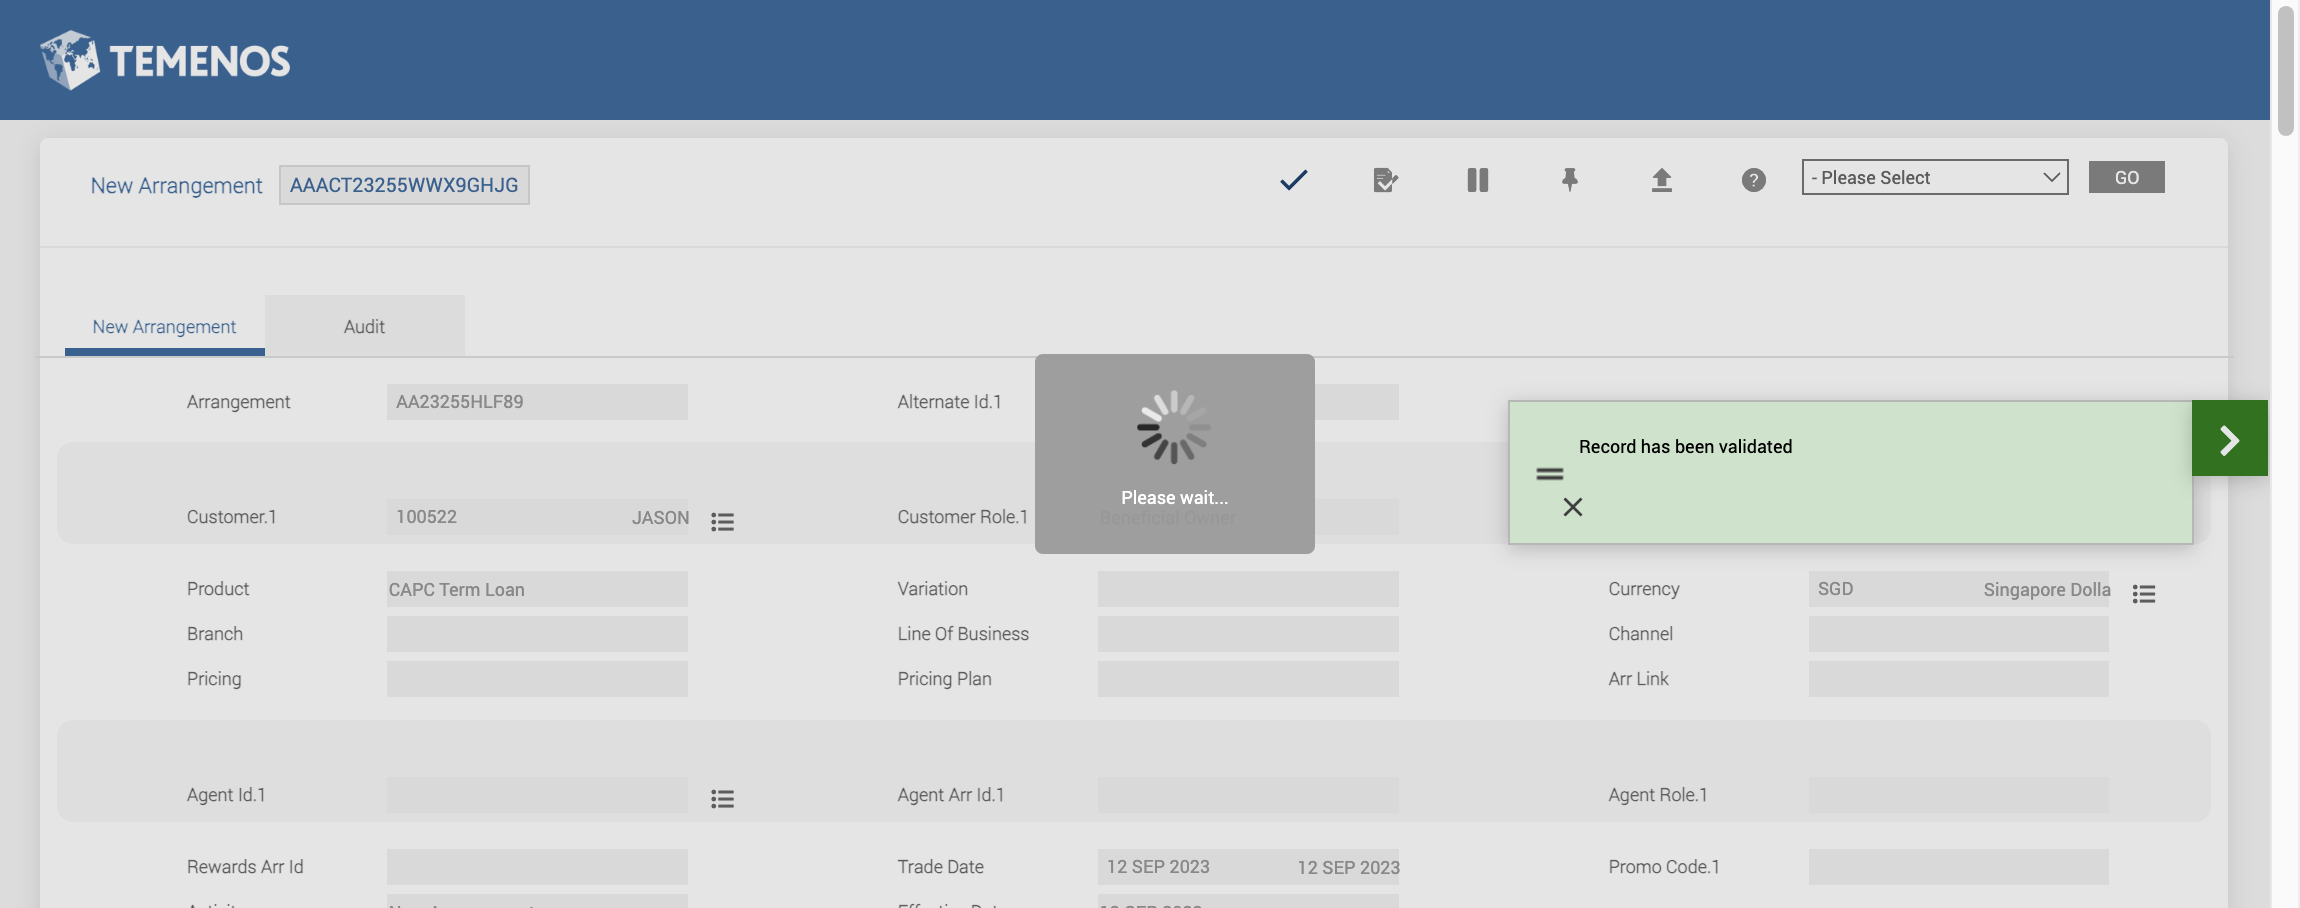 TEMENOS
New Arrangement AAACT23255WWX9GHJG ? - Please Select GO
New Arrangement Audit
Arrangement AA23255HLF89 Alternate Id.1
Record has been validated
Please wait...
Customer.1 100522 JASON Customer Role.1 Beneficial Owner
Product CAPC Term Loan Variation Currency SGD Singapore Dolla
Branch Line Of Business Channel
Pricing Pricing Plan Arr Link
Agent Id.1 Agent Arr Id.1 Agent Role.1
Rewards Arr Id Trade Date 12 SEP 2023 12 SEP 2023 Promo Code.1